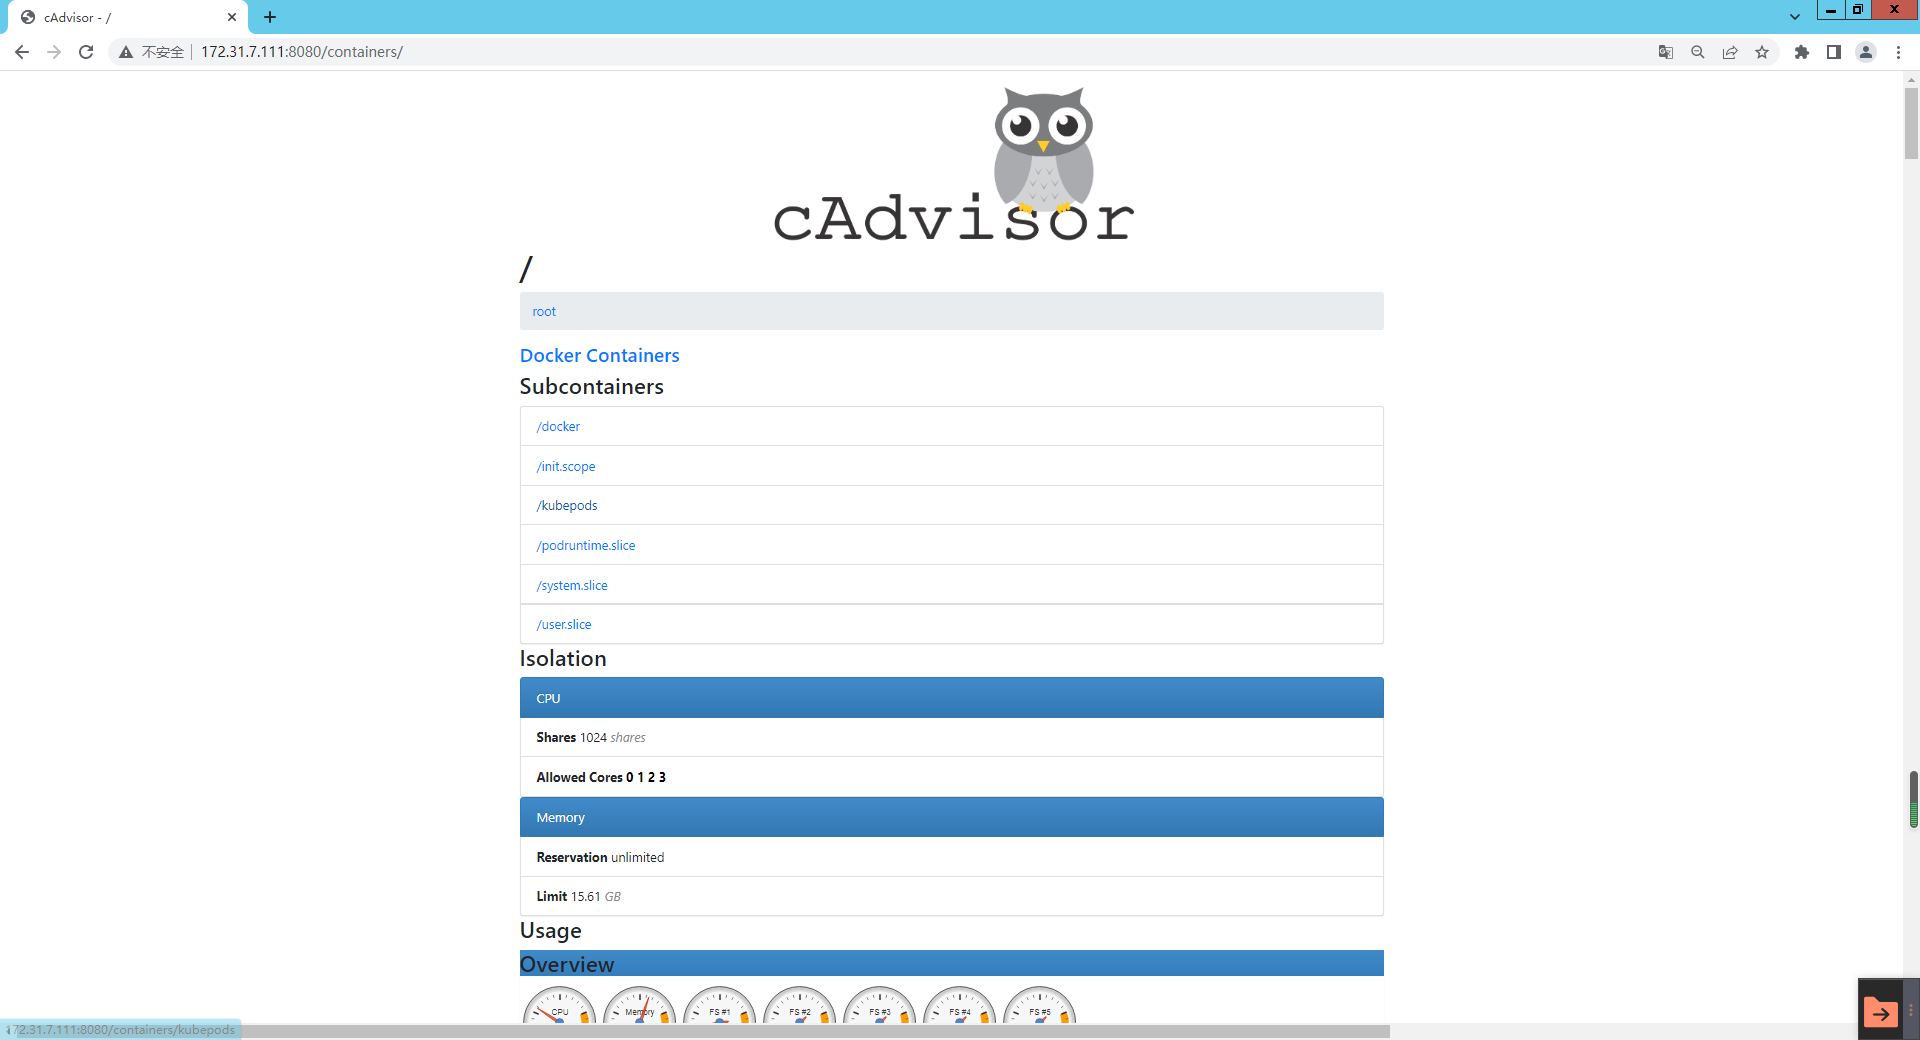 cAdvisor - /
不安全 172.31.7.111:8080/containers/
cAdvisor
/
root
Docker Containers
Subcontainers
/docker
/init.scope
/kubepods
/podruntime.slice
/system.slice
/user.slice
Isolation
CPU
Shares 1024 shares
Allowed Cores 0 1 2 3
Memory
Reservation unlimited
Limit 15.61 GB
Usage
Overview
CPU Memory FS #1 FS #2 FS #3 FS #4 FS #5
172.31.7.111:8080/containers/kubepods